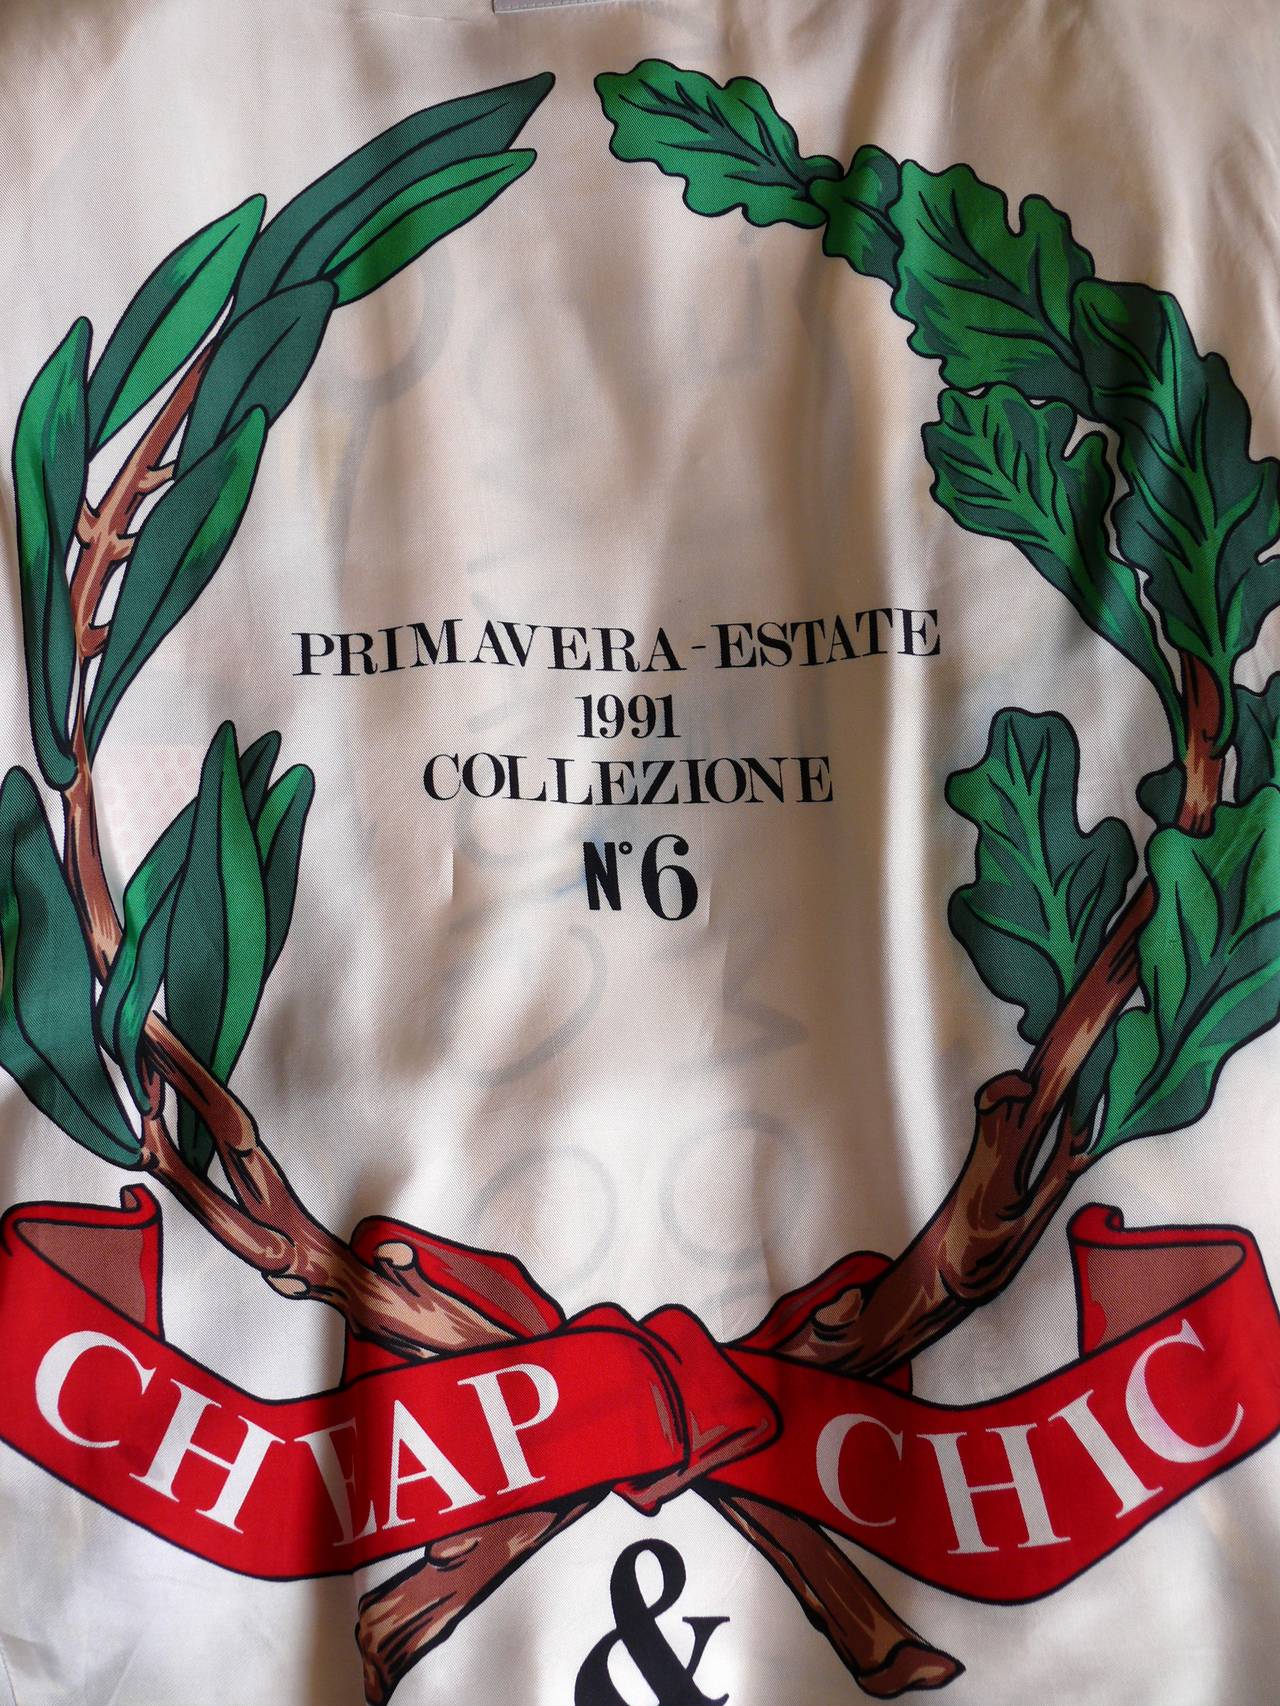 PRIMAVERA-ESTATE
1991
COLLEZIONE
N°6
CHEAP CHIC
&